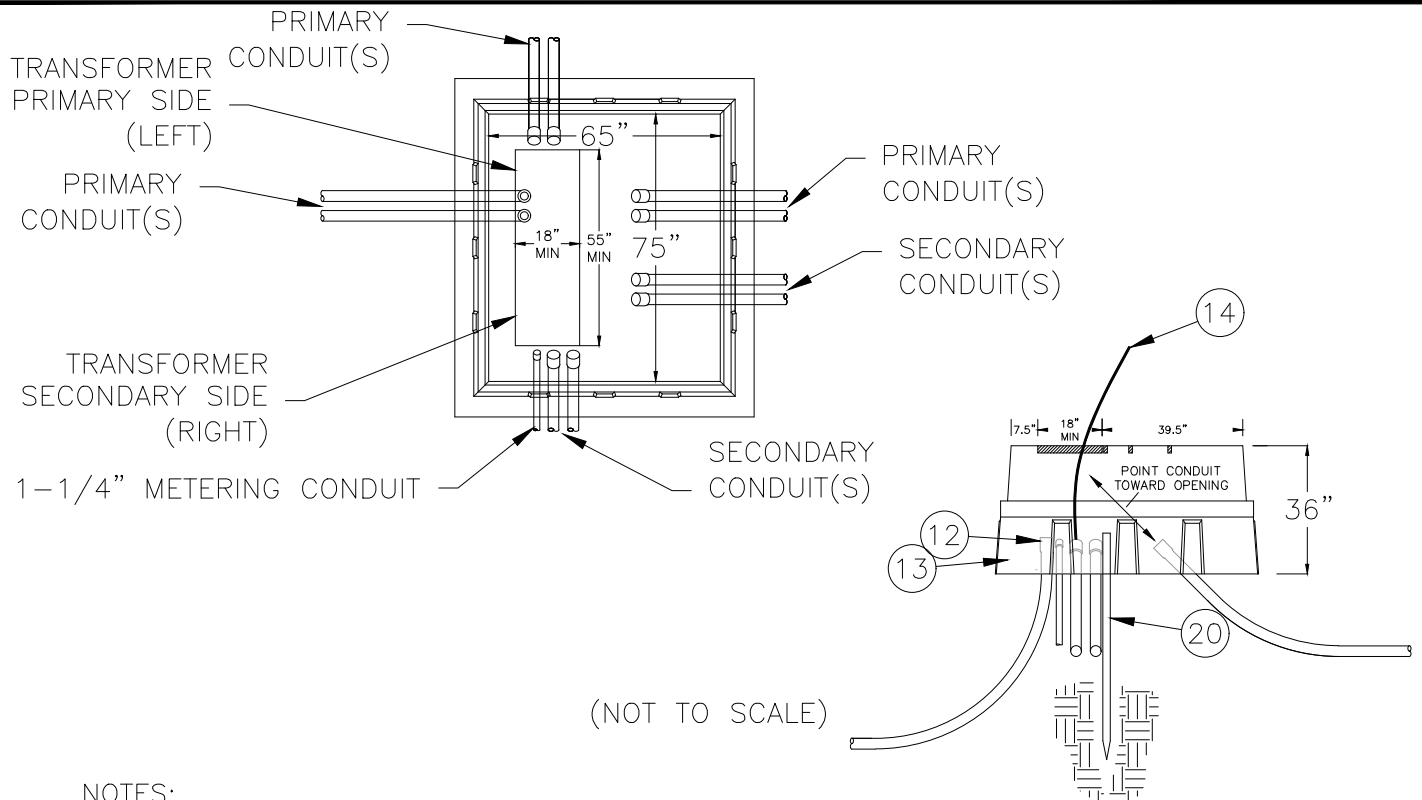 PRIMARY
CONDUIT(S)
TRANSFORMER
PRIMARY SIDE
(LEFT)
PRIMARY
CONDUIT(S)
65”
PRIMARY
CONDUIT(S)
18”
MIN
55”
MIN
75”
SECONDARY
CONDUIT(S)
TRANSFORMER
SECONDARY SIDE
(RIGHT)
1-1/4” METERING CONDUIT
SECONDARY
CONDUIT(S)
14
7.5”
18”
MIN
39.5”
POINT CONDUIT
TOWARD OPENING
36”
12
13
20
(NOT TO SCALE)
NOTES: